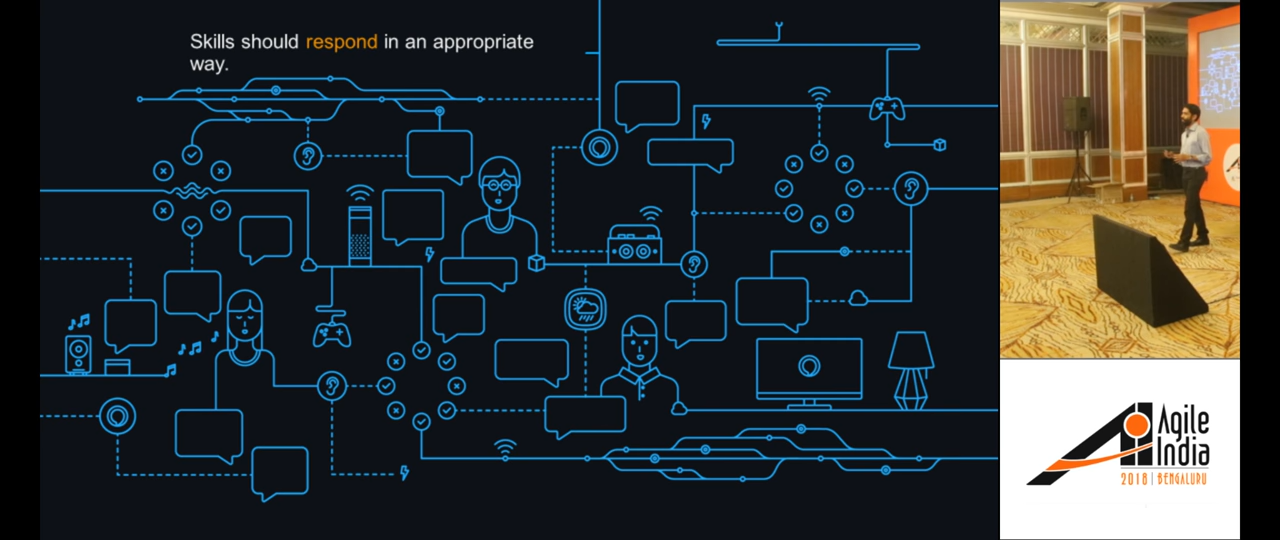 Skills should respond in an appropriate
way.
Agile
India
2018 | BENGALURU